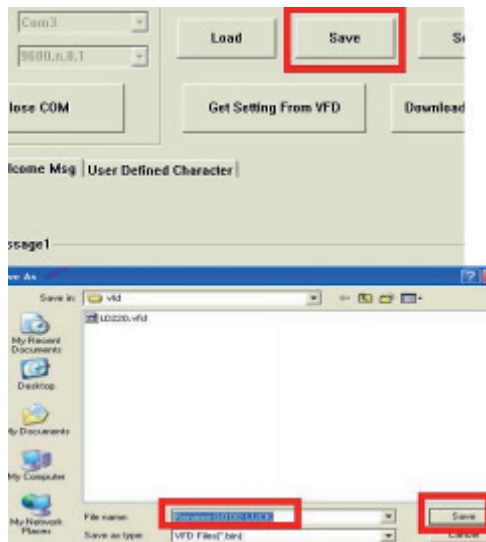 Com3
Load Save
9600,n,8,1
lose COM Get Setting From VFD Download
lcome Msg User Defined Character
ssage1
ve As
Save in: vfd
LD220.vfd
My Recent Documents
Desktop
My Documents
My Computer
My Network Places
File name: Save
Save as type: VFD Files(*.bin) Cancel